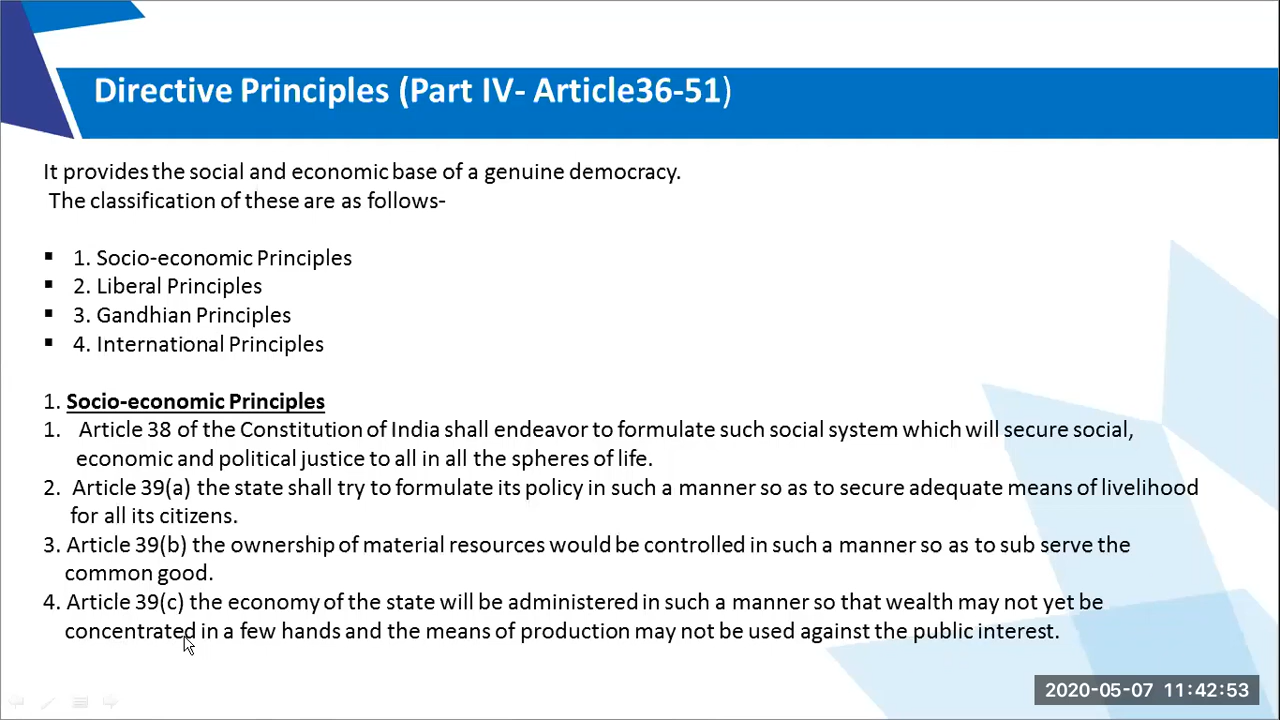 Directive Principles (Part IV- Article36-51)
It provides the social and economic base of a genuine democracy.
The classification of these are as follows-
▪ 1. Socio-economic Principles
▪ 2. Liberal Principles
▪ 3. Gandhian Principles
▪ 4. International Principles
1. Socio-economic Principles
1. Article 38 of the Constitution of India shall endeavor to formulate such social system which will secure social,
economic and political justice to all in all the spheres of life.
2. Article 39(a) the state shall try to formulate its policy in such a manner so as to secure adequate means of livelihood
for all its citizens.
3. Article 39(b) the ownership of material resources would be controlled in such a manner so as to sub serve the
common good.
4. Article 39(c) the economy of the state will be administered in such a manner so that wealth may not yet be
concentrated in a few hands and the means of production may not be used against the public interest.
2020-05-07 11:42:53